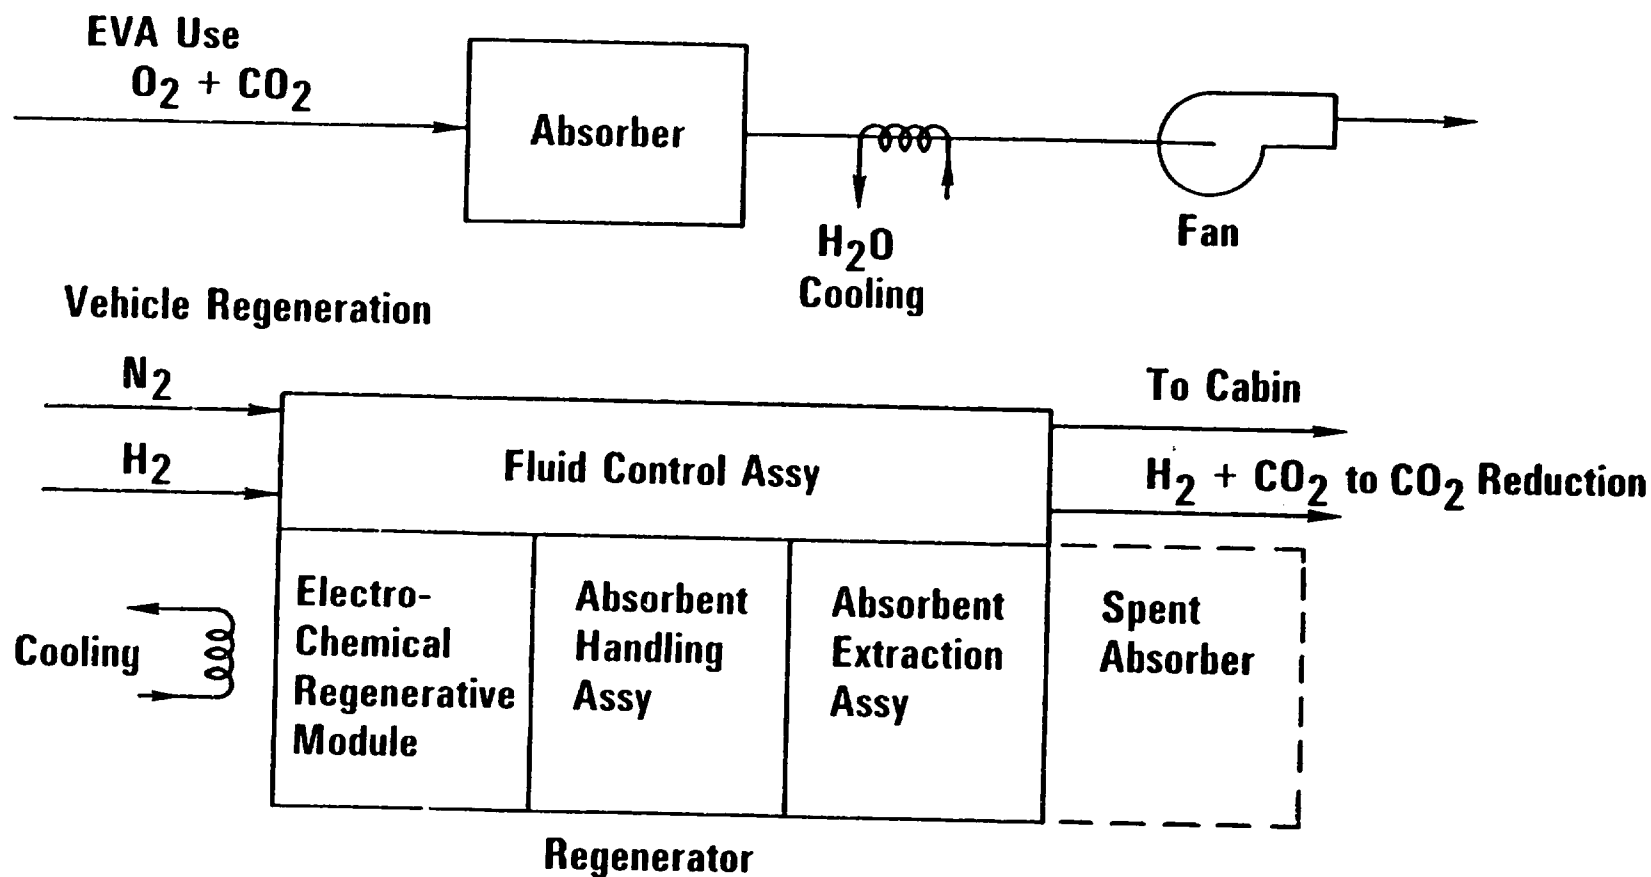 EVA Use
O₂ + CO₂
Absorber
H₂O
Cooling
Fan
Vehicle Regeneration
N₂
H₂
To Cabin
H₂ + CO₂ to CO₂ Reduction
Fluid Control Assy
Cooling
Electro-
Chemical
Regenerative
Module
Absorbent
Handling
Assy
Absorbent
Extraction
Assy
Spent
Absorber
Regenerator